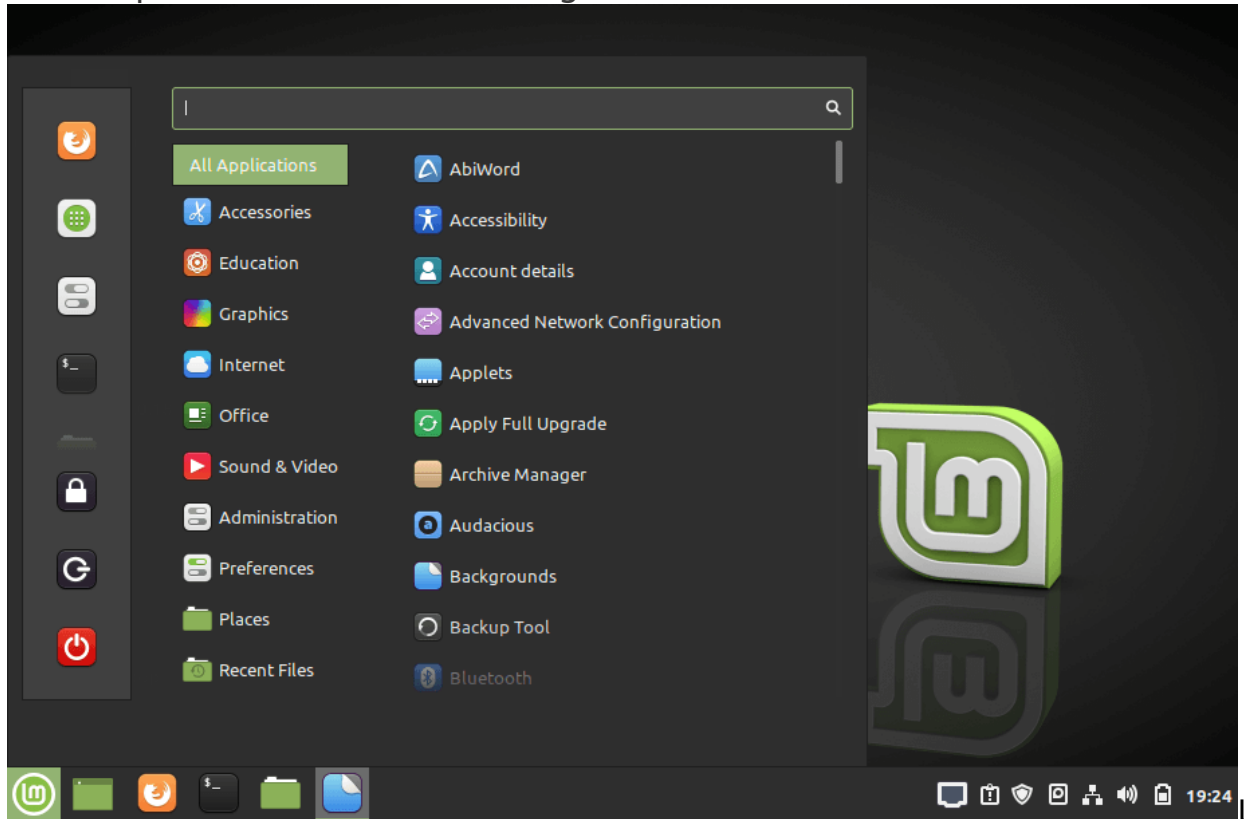 All Applications
Accessories
Education
Graphics
Internet
Office
Sound & Video
Administration
Preferences
Places
Recent Files
AbiWord
Accessibility
Account details
Advanced Network Configuration
Applets
Apply Full Upgrade
Archive Manager
Audacious
Backgrounds
Backup Tool
Bluetooth
19:24